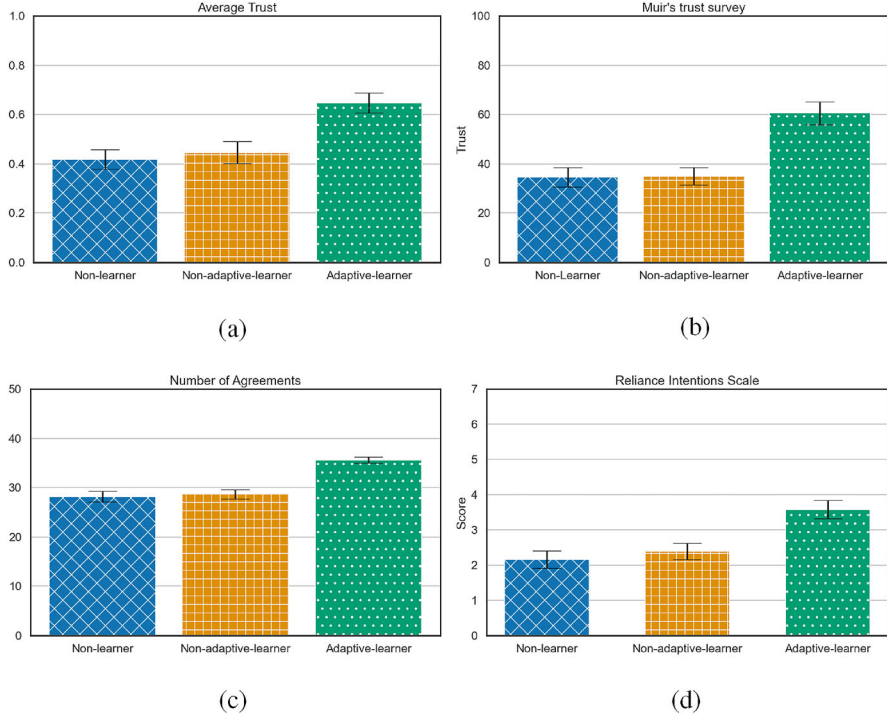 Average Trust
1.0
0.8
0.6
0.4
0.2
0.0
Non-learner Non-adaptive-learner Adaptive-learner
(a)
Muir's trust survey
Trust
100
80
60
40
20
0
Non-Learner Non-adaptive-learner Adaptive-learner
(b)
Number of Agreements
50
40
30
20
10
0
Non-learner Non-adaptive-learner Adaptive-learner
(c)
Reliance Intentions Scale
Score
7
6
5
4
3
2
1
0
Non-learner Non-adaptive-learner Adaptive-learner
(d)